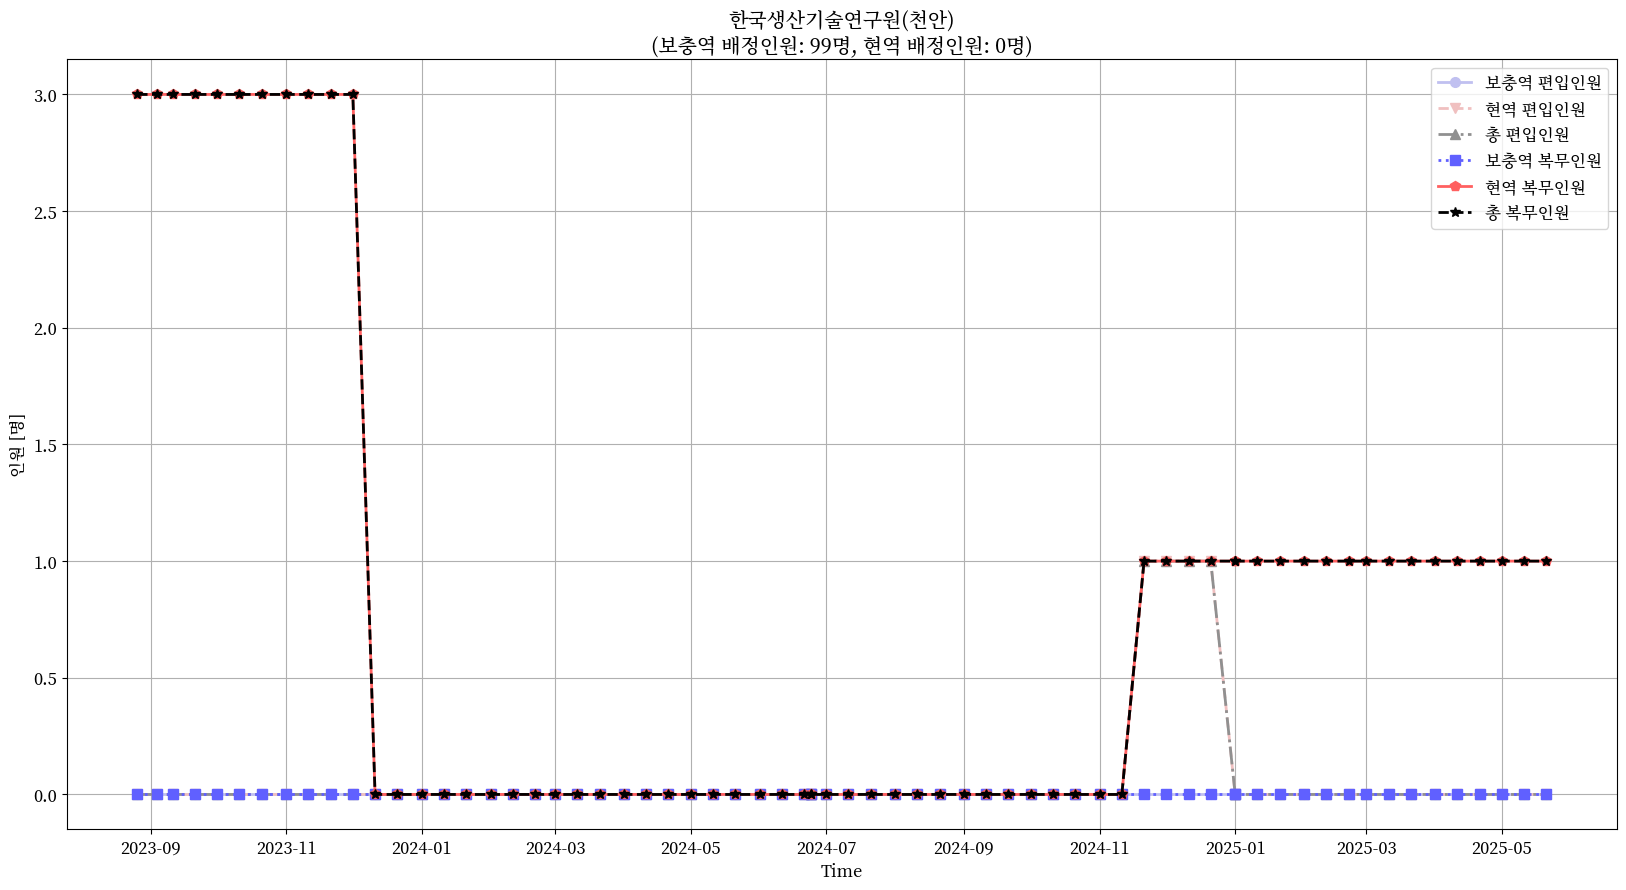 한국생산기술연구원(천안)
(보충역 배정인원: 99명, 현역 배정인원: 0명)
보충역 편입인원
현역 편입인원
총 편입인원
보충역 복무인원
현역 복무인원
총 복무인원
인원 [명]
3.0
2.5
2.0
1.5
1.0
0.5
0.0
2023-09
2023-11
2024-01
2024-03
2024-05
2024-07
2024-09
2024-11
2025-01
2025-03
2025-05
Time